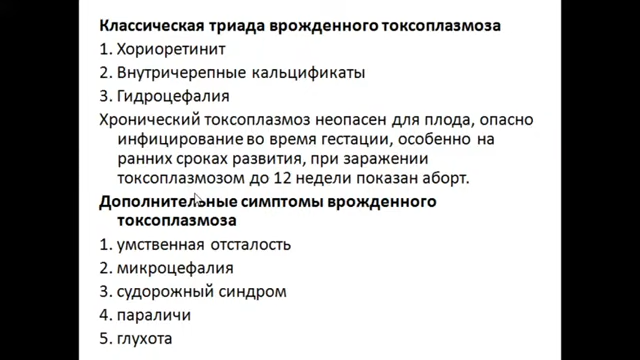 Классическая триада врожденного токсоплазмоза
1. Хориоретинит
2. Внутричерепные кальцификаты
3. Гидроцефалия
Хронический токсоплазмоз неопасен для плода, опасно
инфицирование во время гестации, особенно на
ранних сроках развития, при заражении
токсоплазмозом до 12 недели показан аборт.
Дополнительные симптомы врожденного
токсоплазмоза
1. умственная отсталость
2. микроцефалия
3. судорожный синдром
4. параличи
5. глухота